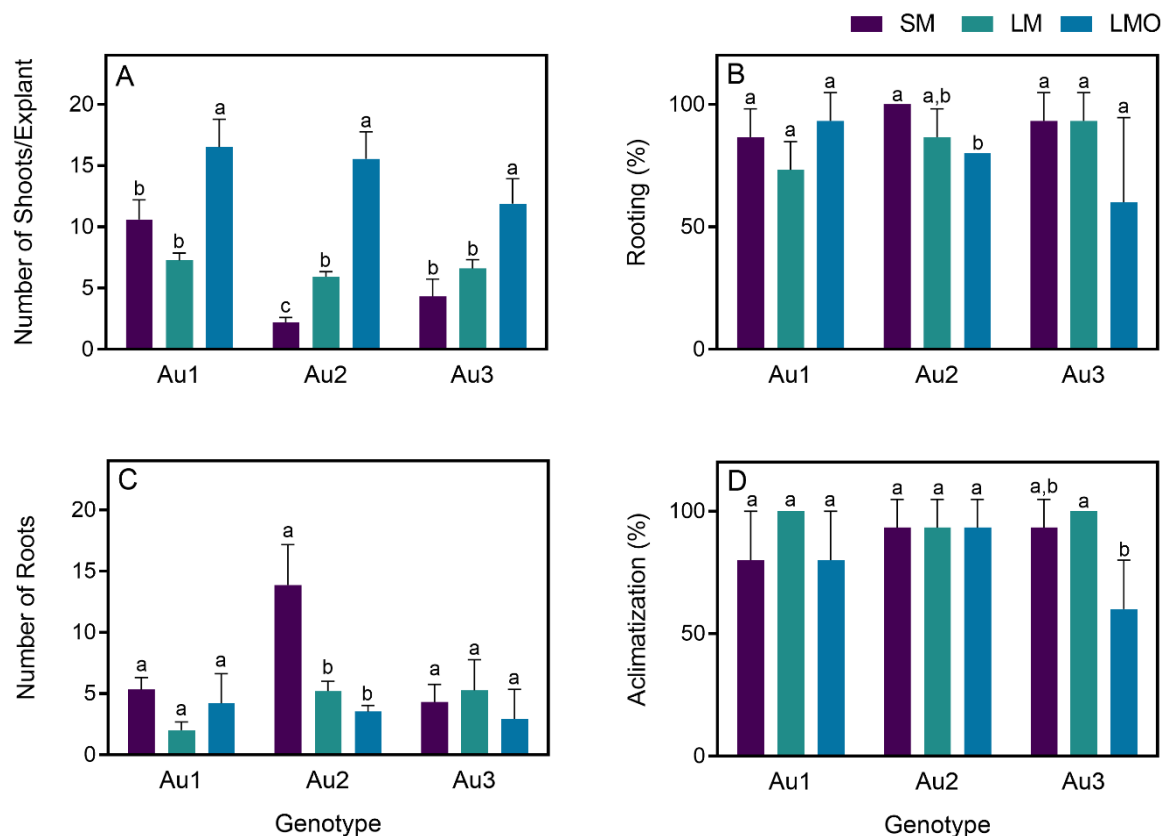 SM LM LMO
A
Number of Shoots/Explant
20
15
10
5
0
b b a
c b a
b b a
Au1 Au2 Au3
B
Rooting (%)
100
50
0
a a a
a a,b b
a a a
Au1 Au2 Au3
C
Number of Roots
20
15
10
5
0
a a a
a b b
a a a
Au1 Au2 Au3
Genotype
D
Aclimatization (%)
100
50
0
a a a
a a a
a,b a b
Au1 Au2 Au3
Genotype